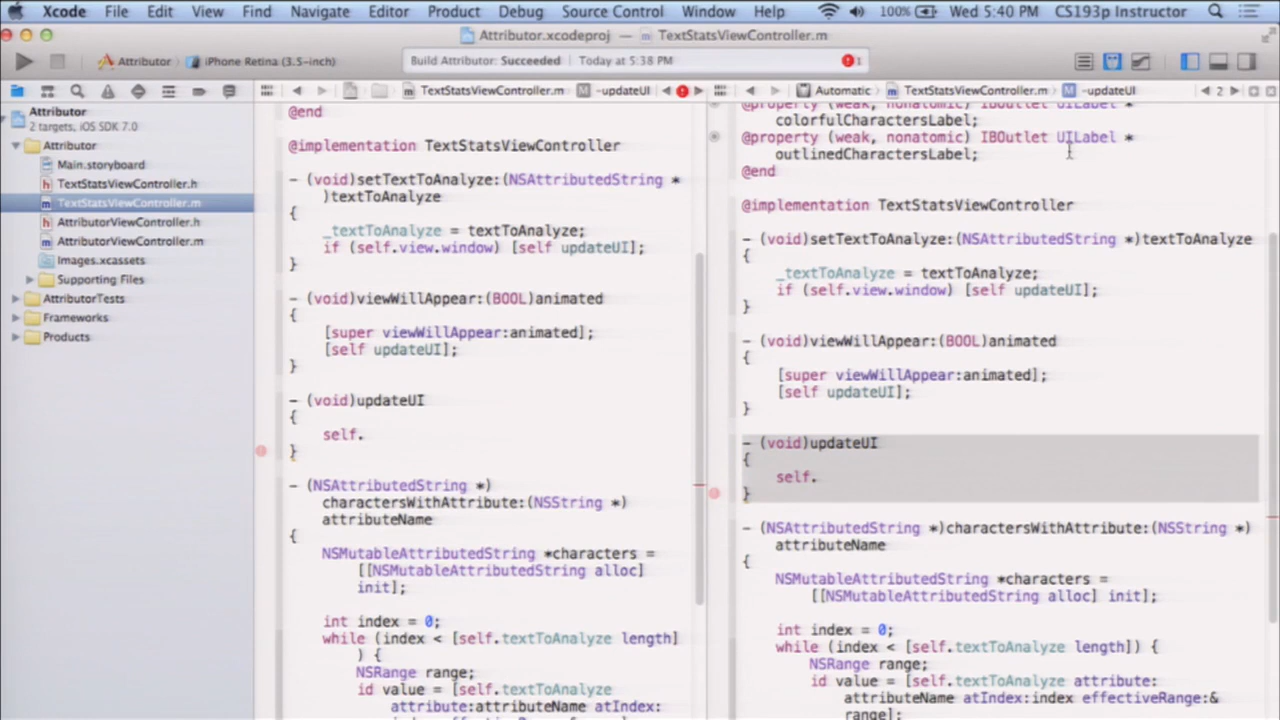 Xcode File Edit View Find Navigate Editor Product Debug Source Control Window Help 100% Wed 5:40 PM CS193p Instructor
Attributor.xcodeproj — TextStatsViewController.m
Attributor iPhone Retina (3.5-inch) Build Attributor: Succeeded Today at 5:38 PM 1
TextStatsViewController.m M -updateUI Automatic TextStatsViewController.m M -updateUI 2
Attributor
2 targets, iOS SDK 7.0
Attributor
Main.storyboard
h TextStatsViewController.h
m TextStatsViewController.m
h AttributorViewController.h
m AttributorViewController.m
Images.xcassets
Supporting Files
AttributorTests
Frameworks
Products
@end
@implementation TextStatsViewController
- (void)setTextToAnalyze:(NSAttributedString *
)textToAnalyze
{
_textToAnalyze = textToAnalyze;
if (self.view.window) [self updateUI];
}
- (void)viewWillAppear:(BOOL)animated
{
[super viewWillAppear:animated];
[self updateUI];
}
- (void)updateUI
{
self.
}
- (NSAttributedString *)
charactersWithAttribute:(NSString *)
attributeName
{
NSMutableAttributedString *characters =
[[NSMutableAttributedString alloc]
init];
int index = 0;
while (index < [self.textToAnalyze length]
) {
NSRange range;
id value = [self.textToAnalyze
attribute:attributeName atIndex:
@property (weak, nonatomic) IBOutlet UILabel *
colorfulCharactersLabel;
@property (weak, nonatomic) IBOutlet UILabel *
outlinedCharactersLabel;
@end
@implementation TextStatsViewController
- (void)setTextToAnalyze:(NSAttributedString *)textToAnalyze
{
_textToAnalyze = textToAnalyze;
if (self.view.window) [self updateUI];
}
- (void)viewWillAppear:(BOOL)animated
{
[super viewWillAppear:animated];
[self updateUI];
}
- (void)updateUI
{
self.
}
- (NSAttributedString *)charactersWithAttribute:(NSString *)
attributeName
{
NSMutableAttributedString *characters =
[[NSMutableAttributedString alloc] init];
int index = 0;
while (index < [self.textToAnalyze length]) {
NSRange range;
id value = [self.textToAnalyze attribute:
attributeName atIndex:index effectiveRange:&
range];